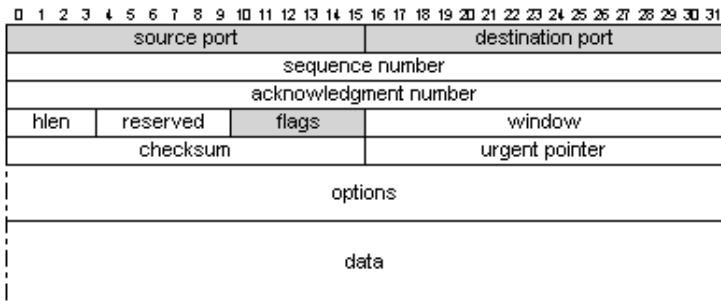 0 1 2 3 4 5 6 7 8 9 10 11 12 13 14 15 16 17 18 19 20 21 22 23 24 25 26 27 28 29 30 31
source port destination port
sequence number
acknowledgment number
hlen reserved flags window
checksum urgent pointer
options
data